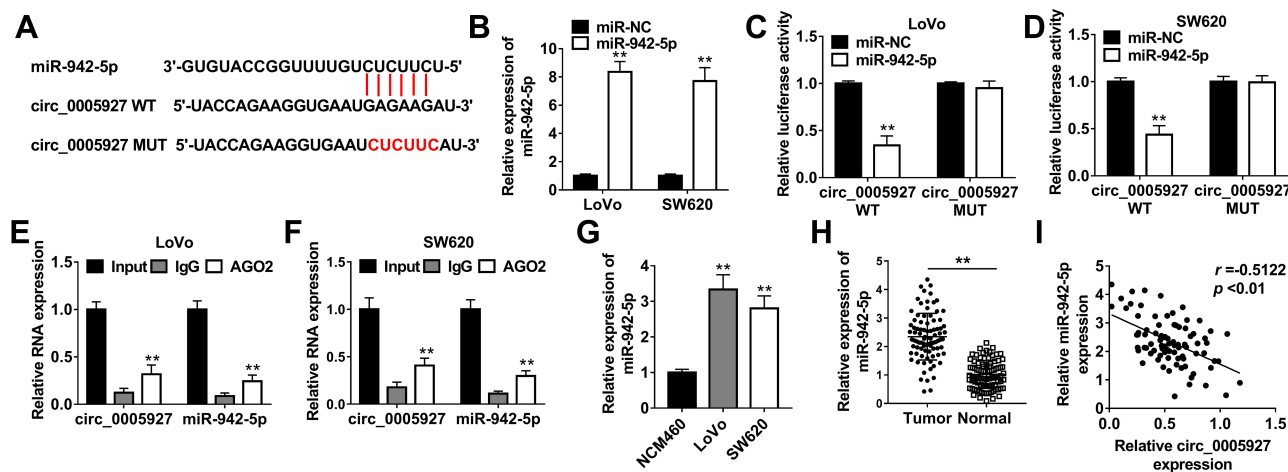 A
miR-942-5p 3'-GUGUACCGGUUUUGUCUCUUCU-5'
circ_0005927 WT 5'-UACCAGAAGGUGAAUGAGAAGAU-3'
circ_0005927 MUT 5'-UACCAGAAGGUGAAUCUCUUCAU-3'
B
miR-NC
miR-942-5p
Relative expression of
miR-942-5p
10
8
6
4
2
0
**
**
LoVo
SW620
C
LoVo
miR-NC
miR-942-5p
Relative luciferase activity
1.5
1.0
0.5
0.0
**
circ_0005927
WT
circ_0005927
MUT
D
SW620
miR-NC
miR-942-5p
Relative luciferase activity
1.5
1.0
0.5
0.0
**
circ_0005927
WT
circ_0005927
MUT
E
LoVo
Input IgG AGO2
Relative RNA expression
1.5
1.0
0.5
0.0
**
**
circ_0005927
miR-942-5p
F
SW620
Input IgG AGO2
Relative RNA expression
1.5
1.0
0.5
0.0
**
**
circ_0005927
miR-942-5p
G
Relative expression of
miR-942-5p
4
3
2
1
0
**
**
NCM460
LoVo
SW620
H
Relative expression of
miR-942-5p
5
4
3
2
1
0
**
Tumor Normal
I
r =-0.5122
p <0.01
Relative miR-942-5p
expression
5
4
3
2
1
0
0.0 0.5 1.0 1.5
Relative circ_0005927
expression